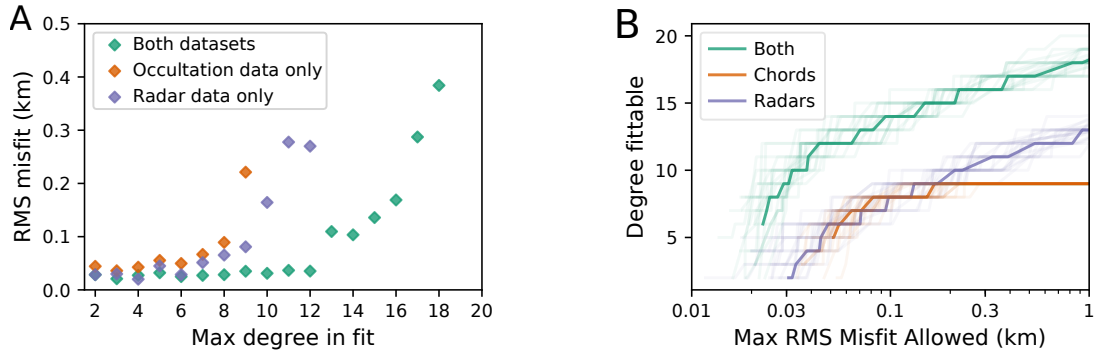 A
0.5
0.4
0.3
0.2
0.1
0.0
RMS misfit (km)
Both datasets
Occultation data only
Radar data only
2 4 6 8 10 12 14 16 18 20
Max degree in fit
B
20
15
10
5
Degree fittable
Both
Chords
Radars
0.01 0.03 0.1 0.3 1
Max RMS Misfit Allowed (km)